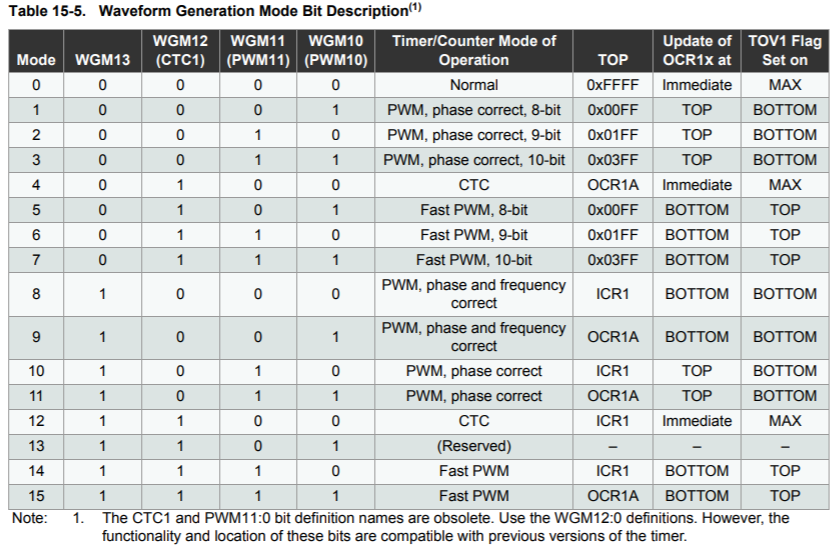 Table 15-5. Waveform Generation Mode Bit Description(1)
Mode WGM13 WGM12 (CTC1) WGM11 (PWM11) WGM10 (PWM10) Timer/Counter Mode of Operation TOP Update of OCR1x at TOV1 Flag Set on
0 0 0 0 0 Normal 0xFFFF Immediate MAX
1 0 0 0 1 PWM, phase correct, 8-bit 0x00FF TOP BOTTOM
2 0 0 1 0 PWM, phase correct, 9-bit 0x01FF TOP BOTTOM
3 0 0 1 1 PWM, phase correct, 10-bit 0x03FF TOP BOTTOM
4 0 1 0 0 CTC OCR1A Immediate MAX
5 0 1 0 1 Fast PWM, 8-bit 0x00FF BOTTOM TOP
6 0 1 1 0 Fast PWM, 9-bit 0x01FF BOTTOM TOP
7 0 1 1 1 Fast PWM, 10-bit 0x03FF BOTTOM TOP
8 1 0 0 0 PWM, phase and frequency correct ICR1 BOTTOM BOTTOM
9 1 0 0 1 PWM, phase and frequency correct OCR1A BOTTOM BOTTOM
10 1 0 1 0 PWM, phase correct ICR1 TOP BOTTOM
11 1 0 1 1 PWM, phase correct OCR1A TOP BOTTOM
12 1 1 0 0 CTC ICR1 Immediate MAX
13 1 1 0 1 (Reserved) – – –
14 1 1 1 0 Fast PWM ICR1 BOTTOM TOP
15 1 1 1 1 Fast PWM OCR1A BOTTOM TOP
Note: 1. The CTC1 and PWM11:0 bit definition names are obsolete. Use the WGM12:0 definitions. However, the
functionality and location of these bits are compatible with previous versions of the timer.